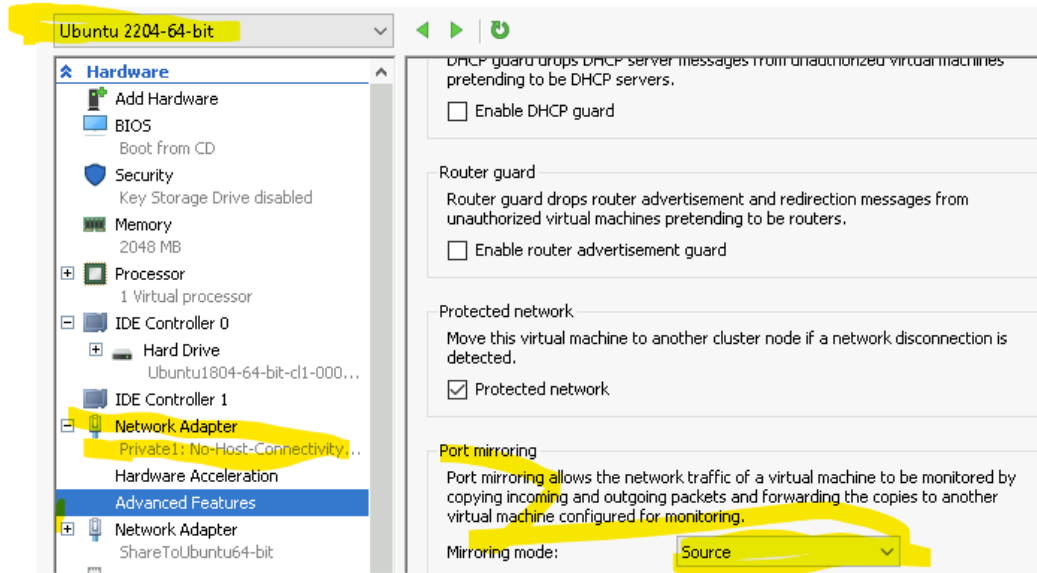 Ubuntu 2204-64-bit
Hardware
Add Hardware
BIOS
Boot from CD
Security
Key Storage Drive disabled
Memory
2048 MB
Processor
1 Virtual processor
IDE Controller 0
Hard Drive
Ubuntu1804-64-bit-cl1-000...
IDE Controller 1
Network Adapter
Private1: No-Host-Connectivity...
Hardware Acceleration
Advanced Features
Network Adapter
ShareToUbuntu64-bit
DHCP guard drops DHCP server messages from unauthorized virtual machines
pretending to be DHCP servers.
Enable DHCP guard
Router guard
Router guard drops router advertisement and redirection messages from
unauthorized virtual machines pretending to be routers.
Enable router advertisement guard
Protected network
Move this virtual machine to another cluster node if a network disconnection is
detected.
Protected network
Port mirroring
Port mirroring allows the network traffic of a virtual machine to be monitored by
copying incoming and outgoing packets and forwarding the copies to another
virtual machine configured for monitoring.
Mirroring mode:
Source